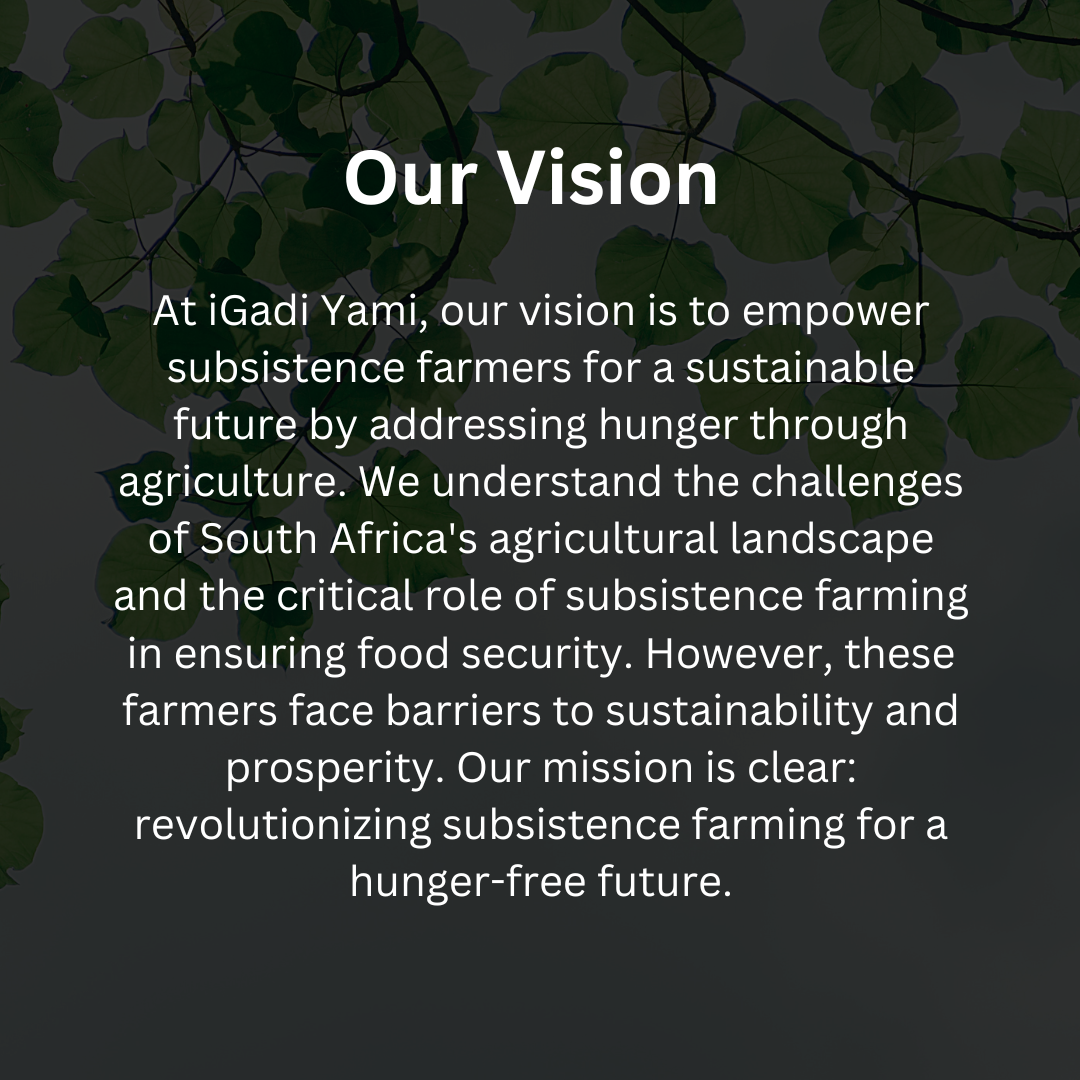 Our Vision
At iGadi Yami, our vision is to empower
subsistence farmers for a sustainable
future by addressing hunger through
agriculture. We understand the challenges
of South Africa's agricultural landscape
and the critical role of subsistence farming
in ensuring food security. However, these
farmers face barriers to sustainability and
prosperity. Our mission is clear:
revolutionizing subsistence farming for a
hunger-free future.